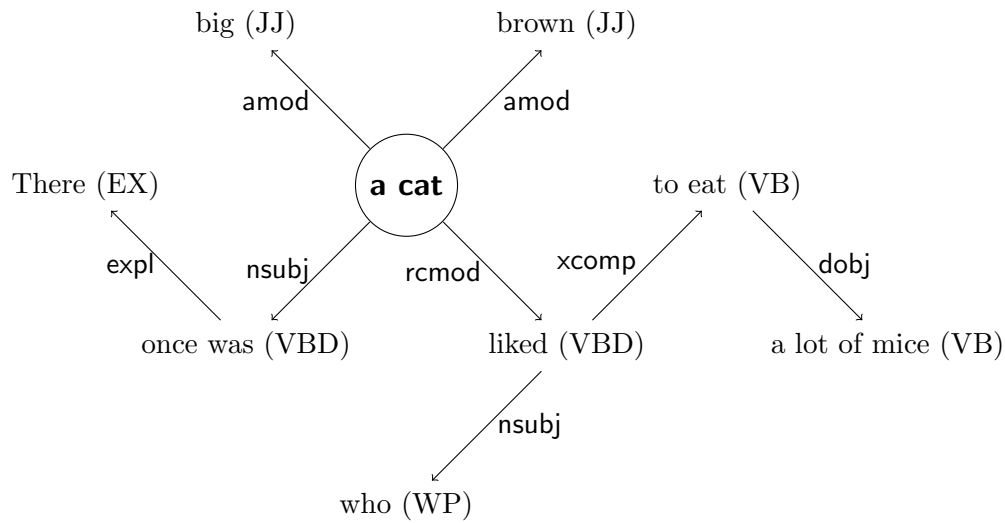 big (JJ)
brown (JJ)
amod
amod
There (EX)
a cat
to eat (VB)
expl
nsubj
rcmod
xcomp
dobj
once was (VBD)
liked (VBD)
a lot of mice (VB)
nsubj
who (WP)